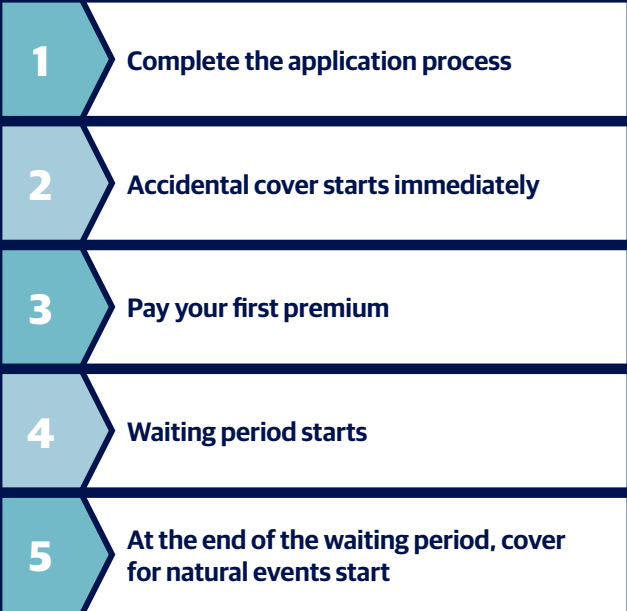 1
Complete the application process
2
Accidental cover starts immediately
3
Pay your first premium
4
Waiting period starts
5
At the end of the waiting period, cover
for natural events start